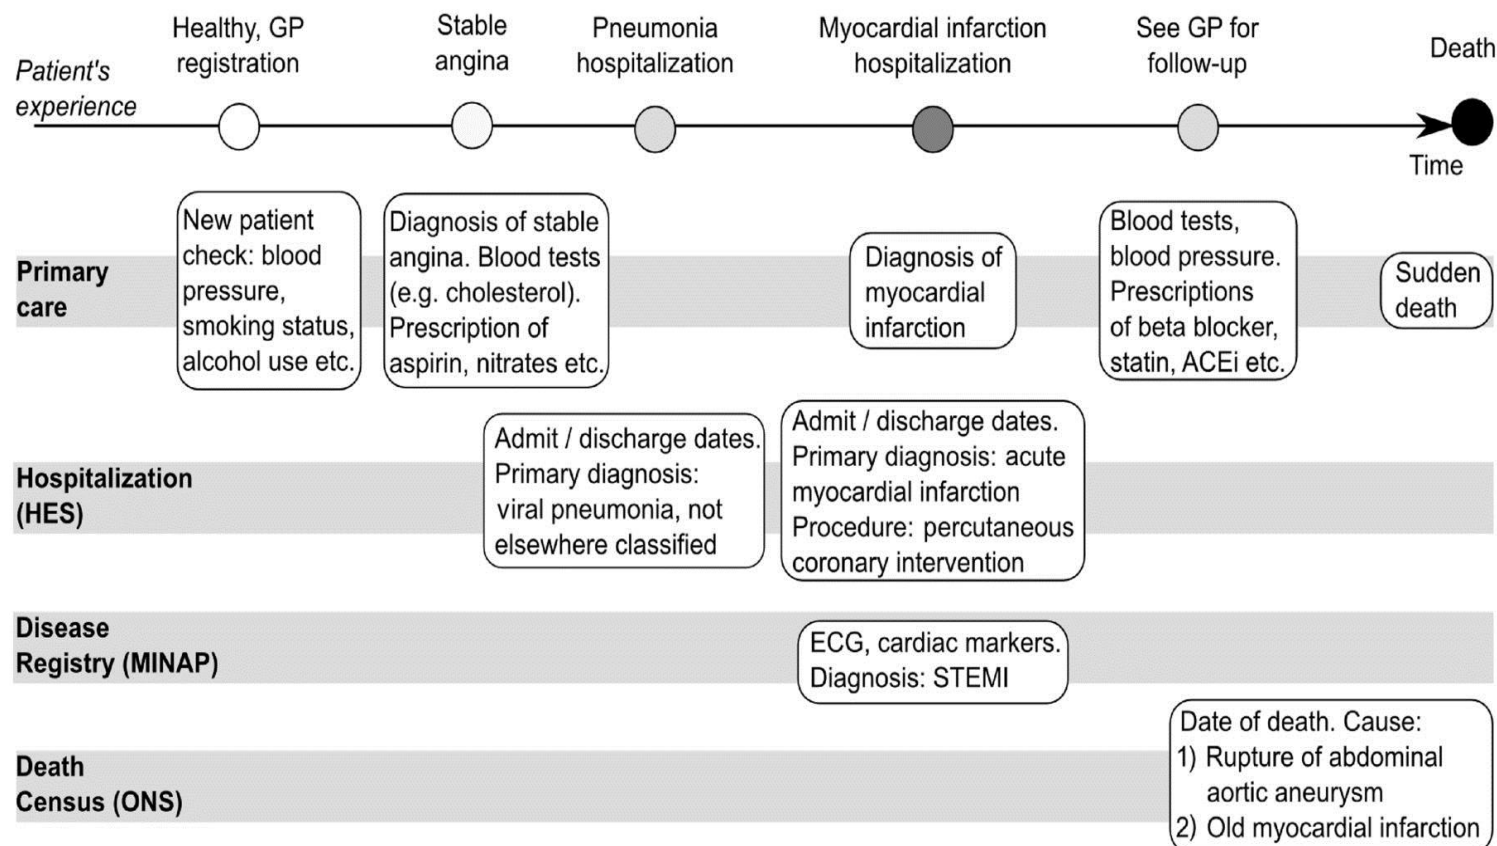 Healthy, GP
registration
Stable
angina
Pneumonia
hospitalization
Myocardial infarction
hospitalization
See GP for
follow-up
Death
Patient's
experience
Time
Primary
care
New patient
check: blood
pressure,
smoking status,
alcohol use etc.
Diagnosis of stable
angina. Blood tests
(e.g. cholesterol).
Prescription of
aspirin, nitrates etc.
Diagnosis of
myocardial
infarction
Blood tests,
blood pressure.
Prescriptions
of beta blocker,
statin, ACEi etc.
Sudden
death
Hospitalization
(HES)
Admit / discharge dates.
Primary diagnosis:
viral pneumonia, not
elsewhere classified
Admit / discharge dates.
Primary diagnosis: acute
myocardial infarction
Procedure: percutaneous
coronary intervention
Disease
Registry (MINAP)
ECG, cardiac markers.
Diagnosis: STEMI
Death
Census (ONS)
Date of death. Cause:
1) Rupture of abdominal
aortic aneurysm
2) Old myocardial infarction